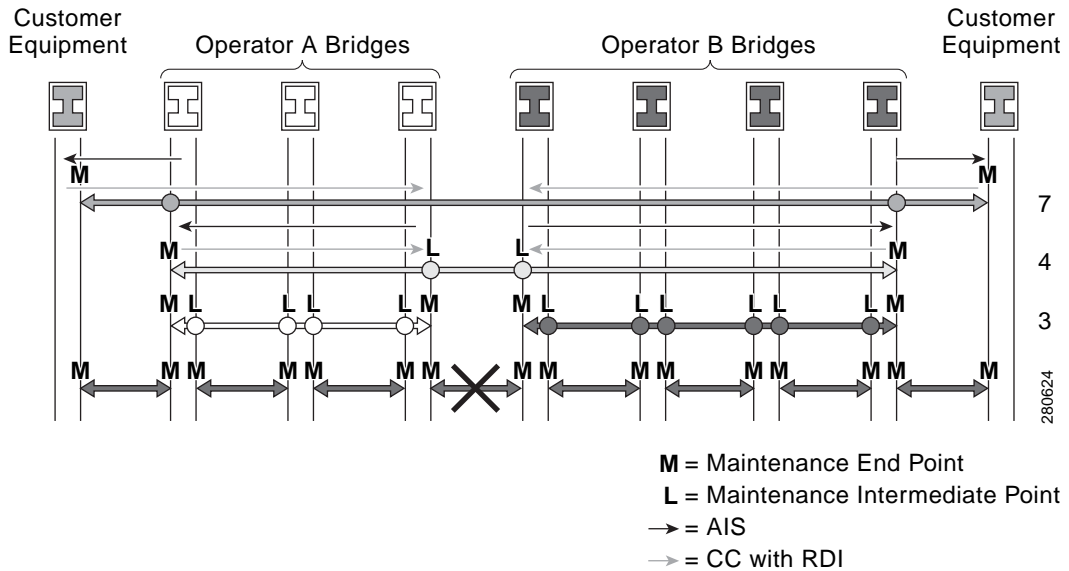 Customer
Equipment
Operator A Bridges
Operator B Bridges
Customer
Equipment
M M
7
M L L M
4
M L L L L M M L L L L L L M
3
M M M M M M M M M M M M M M M M
280624
M = Maintenance End Point
L = Maintenance Intermediate Point
= AIS
= CC with RDI